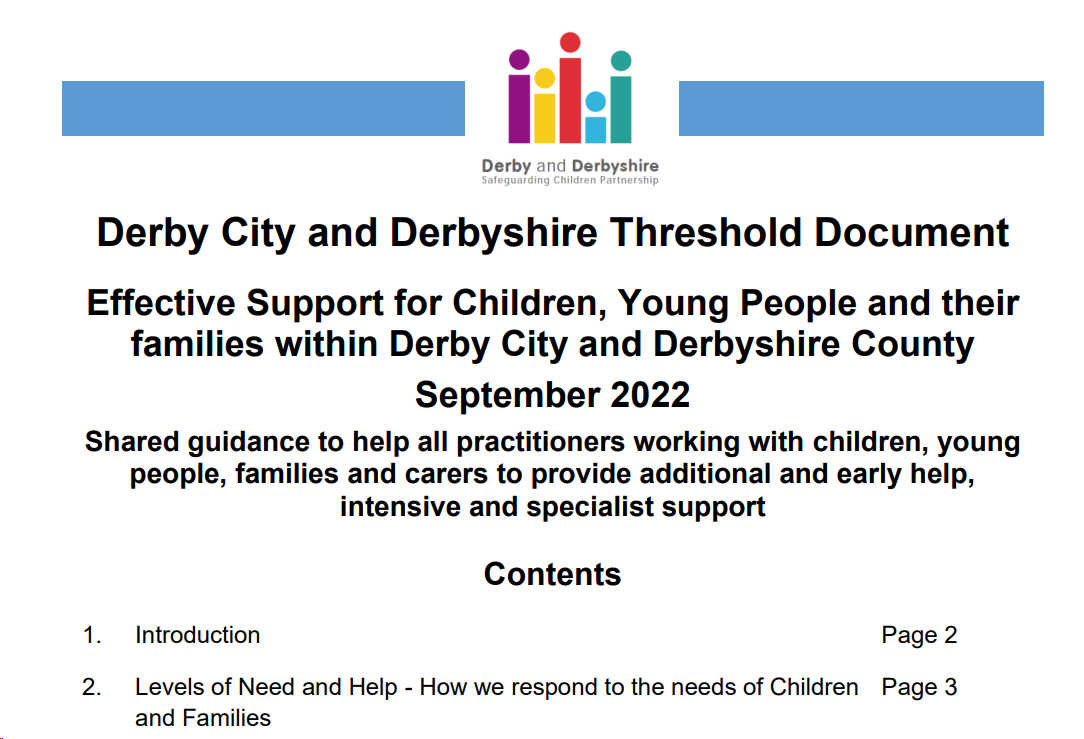 Derby and Derbyshire
Safeguarding Children Partnership
Derby City and Derbyshire Threshold Document
Effective Support for Children, Young People and their
families within Derby City and Derbyshire County
September 2022
Shared guidance to help all practitioners working with children, young
people, families and carers to provide additional and early help,
intensive and specialist support
Contents
1. Introduction Page 2
2. Levels of Need and Help - How we respond to the needs of Children Page 3
and Families